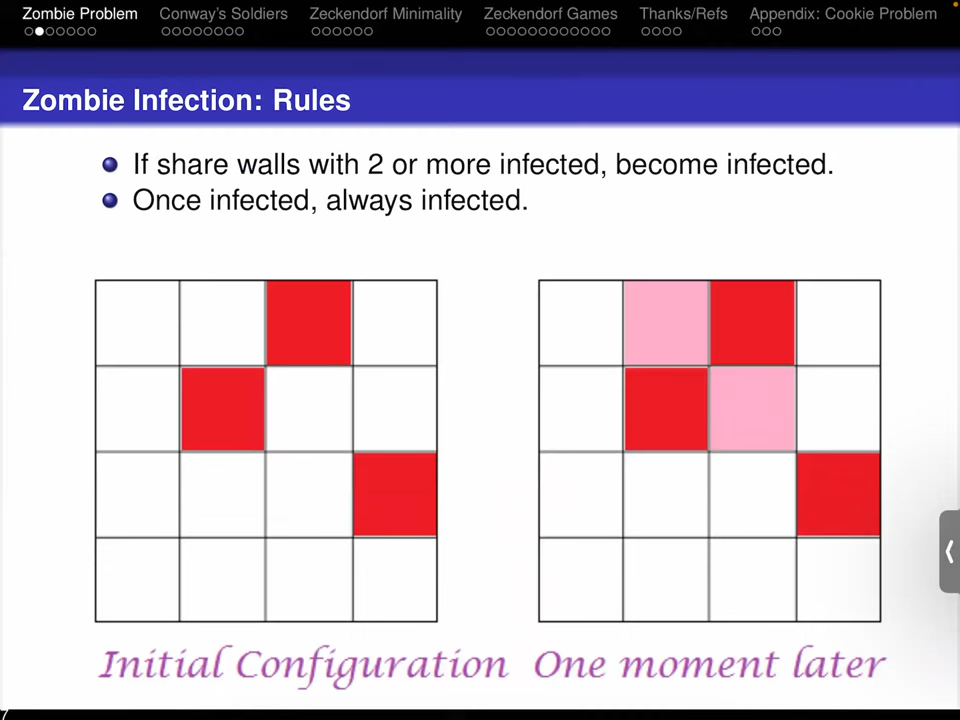 Zombie Problem Conway's Soldiers Zeckendorf Minimality Zeckendorf Games Thanks/Refs Appendix: Cookie Problem
Zombie Infection: Rules
If share walls with 2 or more infected, become infected.
Once infected, always infected.
Initial Configuration One moment later
7